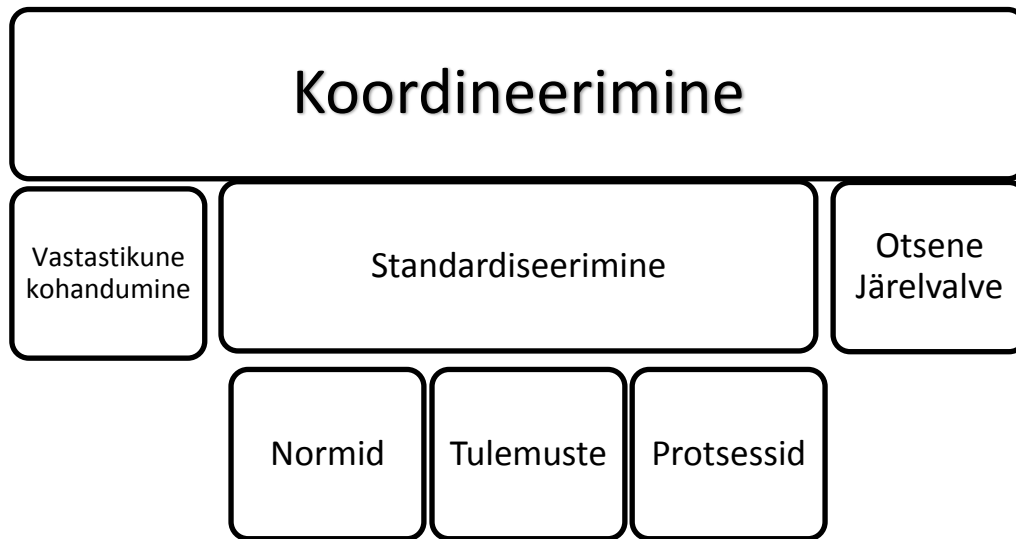 Koordineerimine
Vastastikune
kohandumine
Standardiseerimine
Otsene
Järelvalve
Normid
Tulemuste
Protsessid